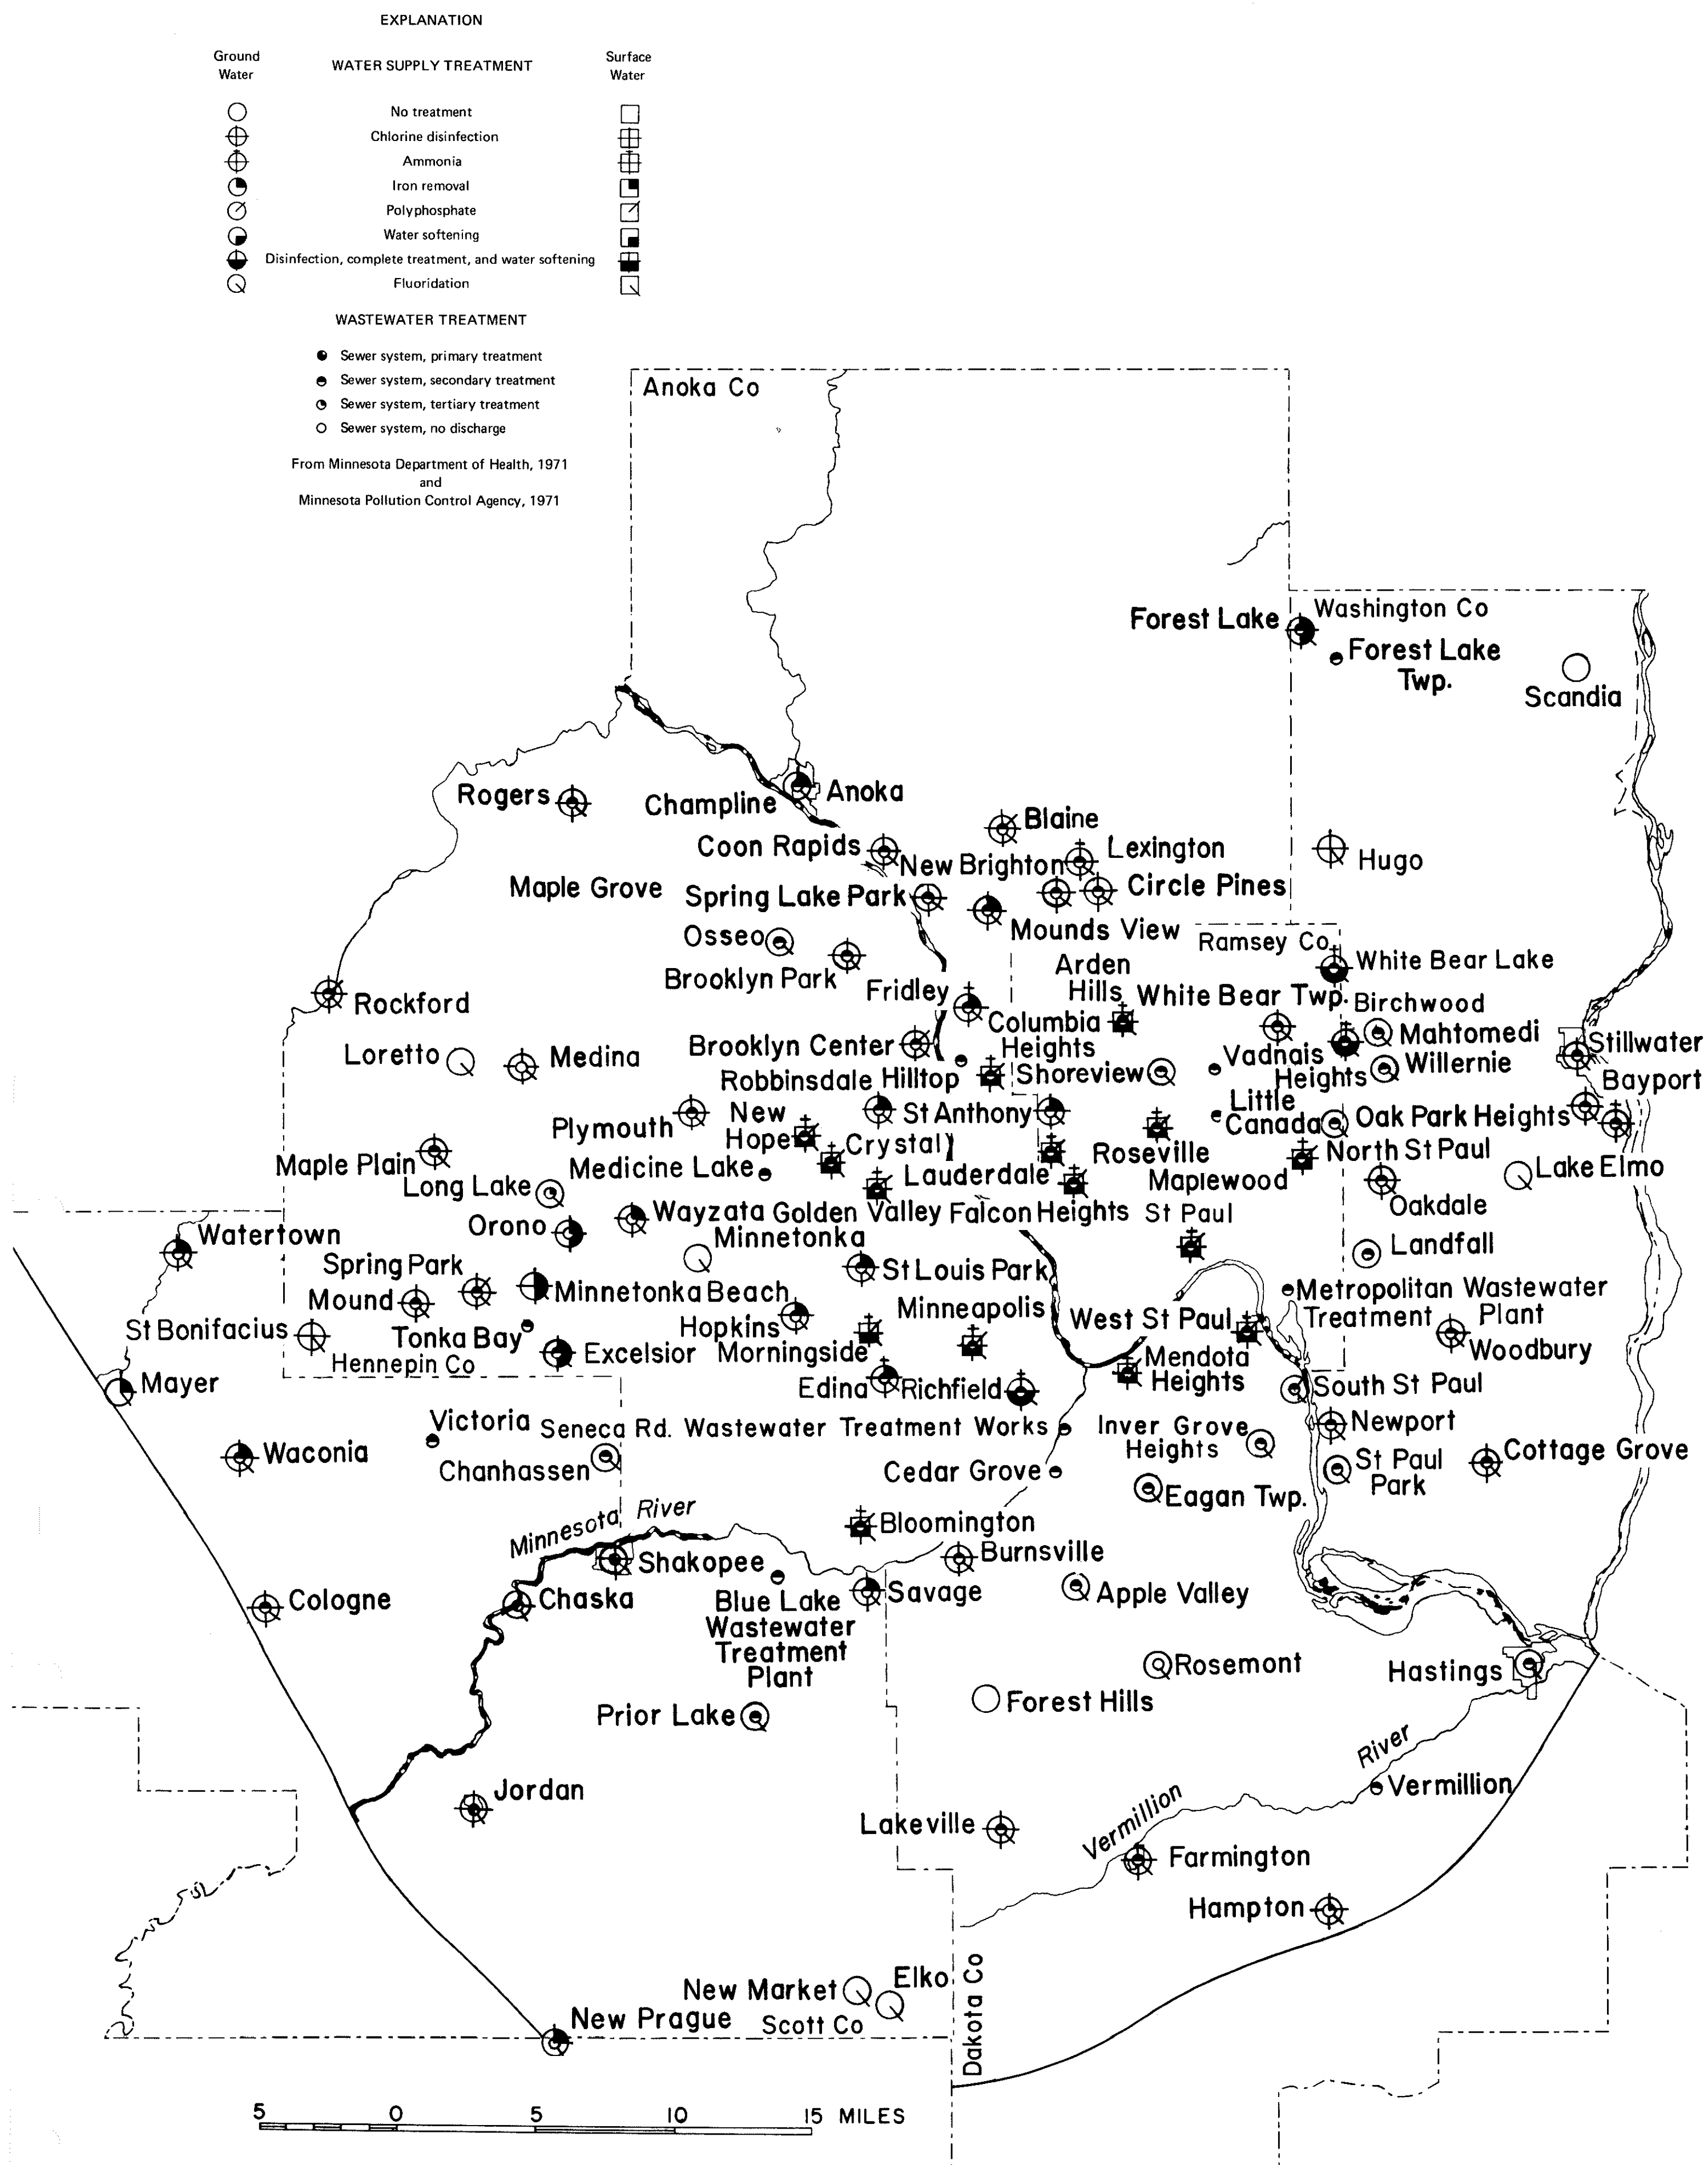 EXPLANATION
Ground
Water
WATER SUPPLY TREATMENT
Surface
Water
No treatment
Chlorine disinfection
Ammonia
Iron removal
Polyphosphate
Water softening
Disinfection, complete treatment, and water softening
Fluoridation
WASTEWATER TREATMENT
Sewer system, primary treatment
Sewer system, secondary treatment
Sewer system, tertiary treatment
Sewer system, no discharge
From Minnesota Department of Health, 1971
and
Minnesota Pollution Control Agency, 1971
Anoka Co
Forest Lake
Washington Co
Forest Lake
Twp.
Scandia
Rogers
Champline
Anoka
Blaine
Coon Rapids
New Brighton
Lexington
Hugo
Maple Grove
Spring Lake Park
Circle Pines
Osseo
Mounds View
Ramsey Co
Brooklyn Park
Arden
Hills
White Bear Lake
Fridley
White Bear Twp.
Birchwood
Rockford
Columbia
Heights
Mahtomedi
Stillwater
Loretto
Medina
Brooklyn Center
Vadnais
Heights
Willernie
Robbinsdale
Hilltop
Shoreview
Bayport
Plymouth
New
Hope
St Anthony
Little
Canada
Oak Park Heights
Crystal
Roseville
North St Paul
Maple Plain
Medicine Lake
Lauderdale
Maplewood
Lake Elmo
Long Lake
Oakdale
Orono
Wayzata
Golden Valley
Falcon Heights
St Paul
Watertown
Minnetonka
Landfall
Spring Park
St Louis Park
Minnetonka Beach
Metropolitan Wastewater
Treatment Plant
Mound
Minneapolis
West St Paul
St Bonifacius
Tonka Bay
Hopkins
Woodbury
Hennepin Co
Excelsior
Morningside
Mendota
Heights
Mayer
Edina
Richfield
South St Paul
Victoria
Seneca Rd. Wastewater Treatment Works
Inver Grove
Heights
Newport
Waconia
Chanhassen
Cedar Grove
St Paul
Park
Cottage Grove
Eagan Twp.
Minnesota River
Bloomington
Shakopee
Burnsville
Cologne
Chaska
Blue Lake
Wastewater
Treatment
Plant
Savage
Apple Valley
Rosemont
Hastings
Prior Lake
Forest Hills
Jordan
Vermillion River
Vermillion
Lakeville
Farmington
Hampton
New Market
Elko
New Prague
Scott Co
Dakota Co
5 0 5 10 15 MILES